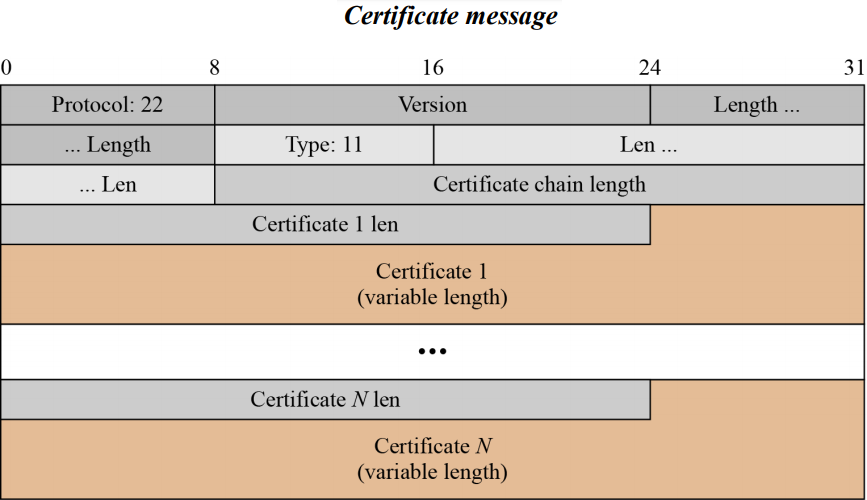 Certificate message
0 8 16 24 31
Protocol: 22 Version Length ...
... Length Type: 11 Len ...
... Len Certificate chain length
Certificate 1 len
Certificate 1
(variable length)
•••
Certificate N len
Certificate N
(variable length)